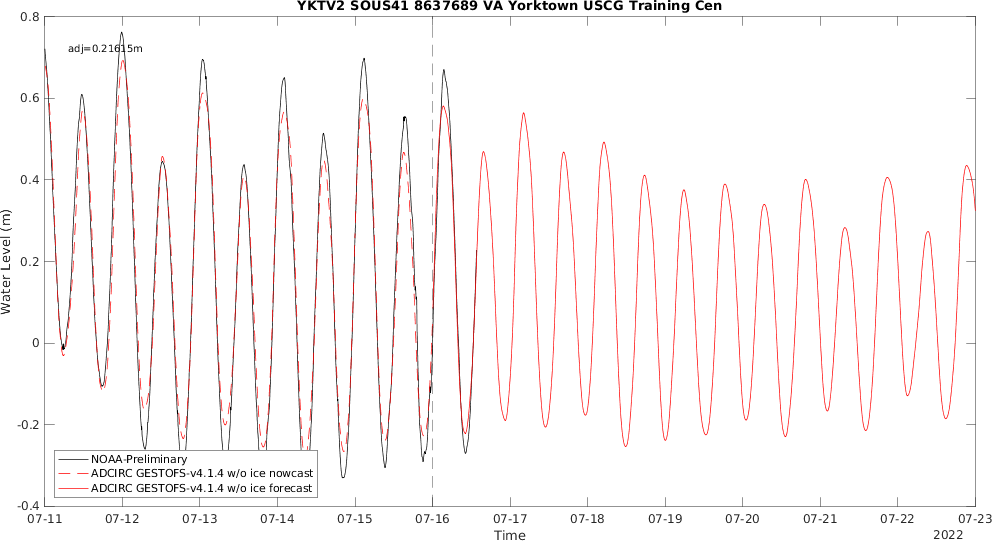 YKTV2 SOUS41 8637689 VA Yorktown USCG Training Cen
adj=0.21615m
0.8
0.6
0.4
0.2
0
-0.2
-0.4
Water Level (m)
NOAA-Preliminary
ADCIRC GESTOFS-v4.1.4 w/o ice nowcast
ADCIRC GESTOFS-v4.1.4 w/o ice forecast
07-11 07-12 07-13 07-14 07-15 07-16 07-17 07-18 07-19 07-20 07-21 07-22 07-23
Time
2022